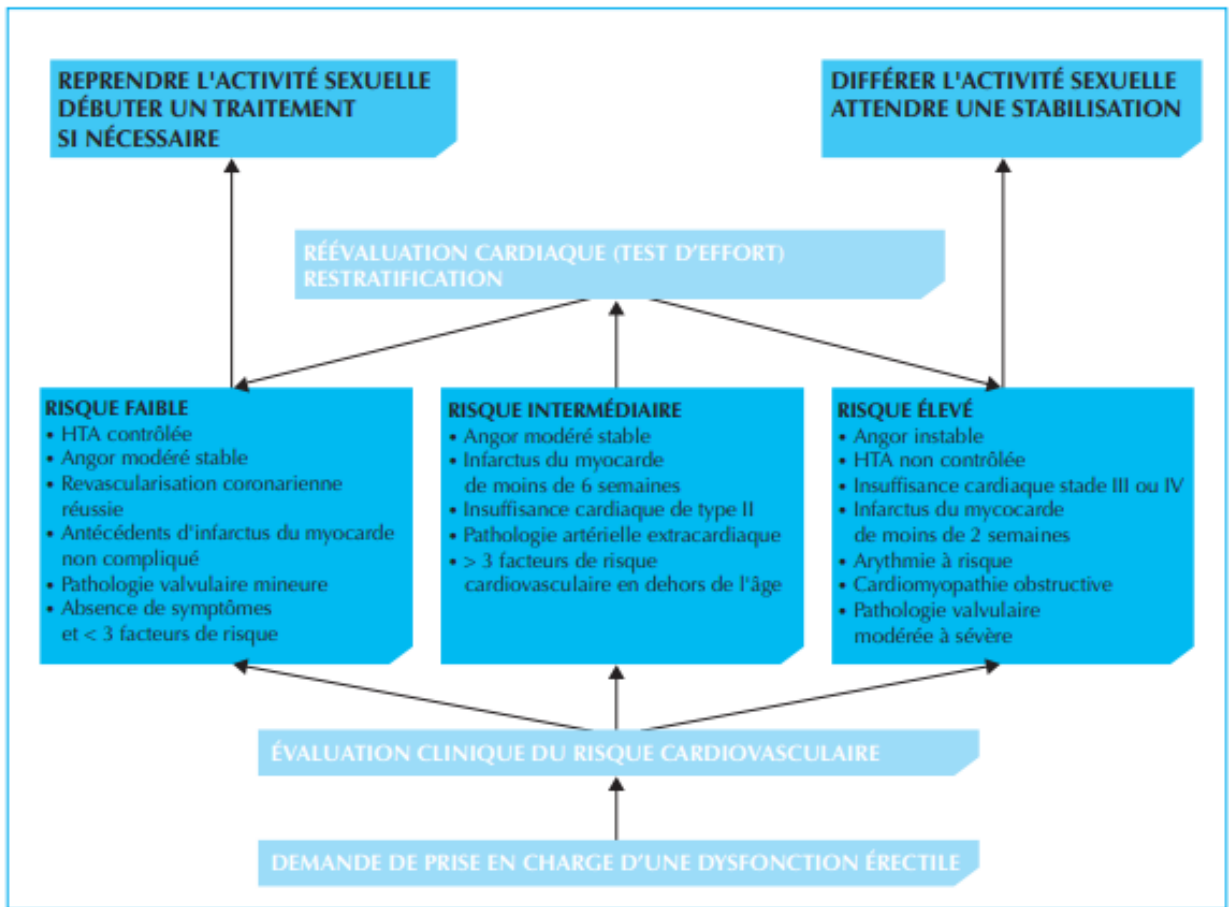 REPRENDRE L'ACTIVITÉ SEXUELLE
DÉBUTER UN TRAITEMENT
SI NÉCESSAIRE
DIFFÉRER L'ACTIVITÉ SEXUELLE
ATTENDRE UNE STABILISATION
RÉÉVALUATION CARDIAQUE (TEST D'EFFORT)
RESTRATIFICATION
RISQUE FAIBLE
• HTA contrôlée
• Angor modéré stable
• Revascularisation coronarienne
réussie
• Antécédents d'infarctus du myocarde
non compliqué
• Pathologie valvulaire mineure
• Absence de symptômes
et < 3 facteurs de risque
RISQUE INTERMÉDIAIRE
• Angor modéré stable
• Infarctus du myocarde
de moins de 6 semaines
• Insuffisance cardiaque de type II
• Pathologie artérielle extracardiaque
• > 3 facteurs de risque
cardiovasculaire en dehors de l'âge
RISQUE ÉLEVÉ
• Angor instable
• HTA non contrôlée
• Insuffisance cardiaque stade III ou IV
• Infarctus du mycocarde
de moins de 2 semaines
• Arythmie à risque
• Cardiomyopathie obstructive
• Pathologie valvulaire
modérée à sévère
ÉVALUATION CLINIQUE DU RISQUE CARDIOVASCULAIRE
DEMANDE DE PRISE EN CHARGE D'UNE DYSFONCTION ÉRECTILE